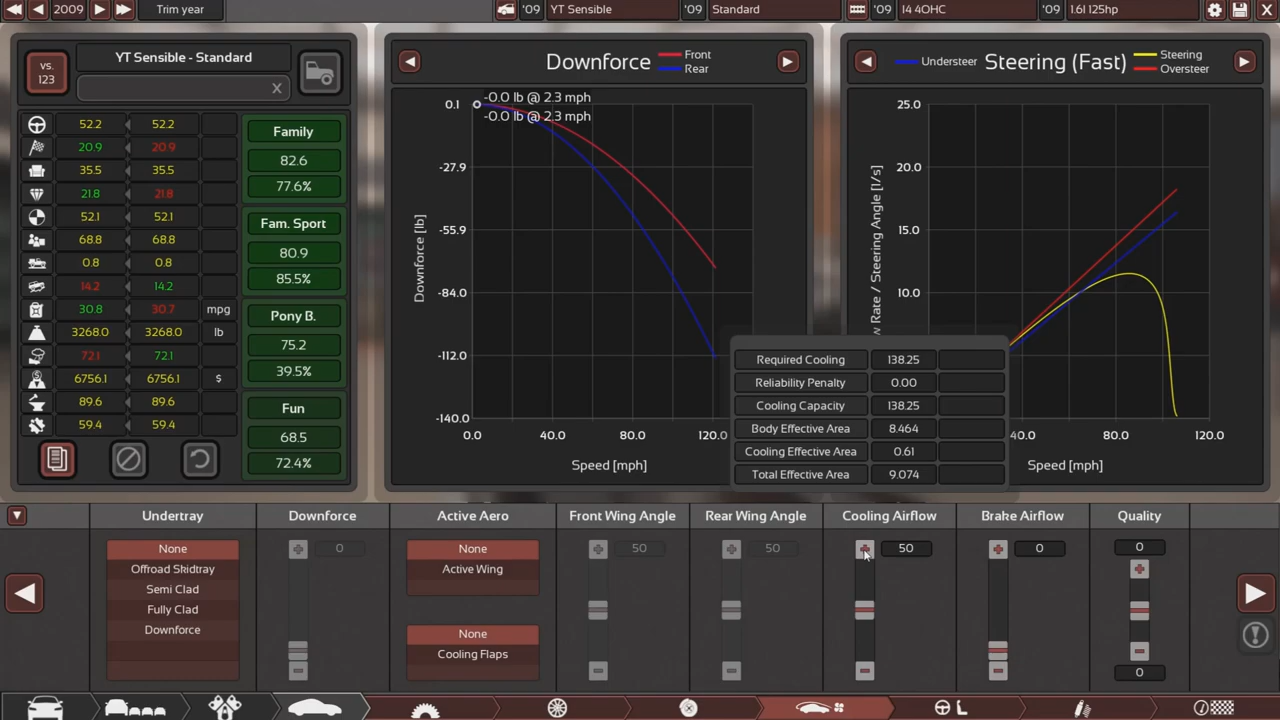 2009 Trim year '09 YT Sensible '09 Standard '09 I4 4OHC '09 1.6l 125hp
vs.
123
YT Sensible - Standard
X
52.2 52.2
20.9 20.9
35.5 35.5
21.8 21.8
52.1 52.1
68.8 68.8
0.8 0.8
14.2 14.2
30.8 30.7 mpg
3268.0 3268.0 lb
72.1 72.1
6756.1 6756.1 $
89.6 89.6
59.4 59.4
Family
82.6
77.6%
Fam. Sport
80.9
85.5%
Pony B.
75.2
39.5%
Fun
68.5
72.4%
Downforce
Front
Rear
-0.0 lb @ 2.3 mph
-0.0 lb @ 2.3 mph
Downforce [lb]
0.1
-27.9
-55.9
-84.0
-112.0
-140.0
0.0 40.0 80.0 120.0
Speed [mph]
Understeer
Steering (Fast)
Steering
Oversteer
w Rate / Steering Angle [/s]
25.0
20.0
15.0
10.0
40.0 80.0 120.0
Speed [mph]
Required Cooling 138.25
Reliability Penalty 0.00
Cooling Capacity 138.25
Body Effective Area 8.464
Cooling Effective Area 0.61
Total Effective Area 9.074
Undertray
None
Offroad Skidtray
Semi Clad
Fully Clad
Downforce
Downforce
0
Active Aero
None
Active Wing
None
Cooling Flaps
Front Wing Angle
50
Rear Wing Angle
50
Cooling Airflow
50
Brake Airflow
0
Quality
0
0